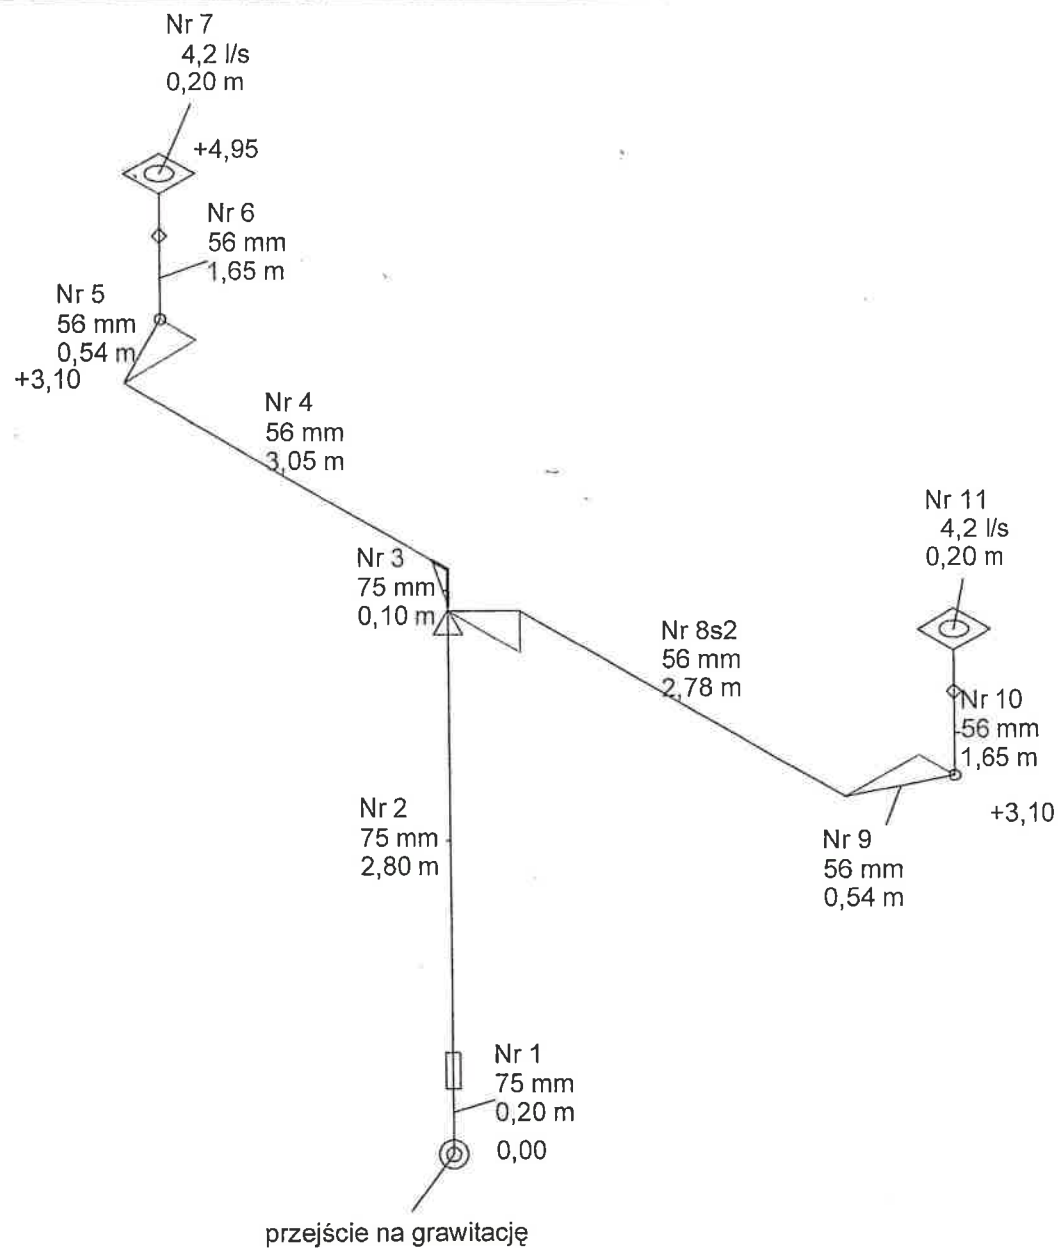 Nr 7
4,2 l/s
0,20 m
+4,95
Nr 6
56 mm
1,65 m
Nr 5
56 mm
0,54 m
+3,10
Nr 4
56 mm
3,05 m
Nr 3
75 mm
0,10 m
Nr 11
4,2 l/s
0,20 m
Nr 8s2
56 mm
2,78 m
Nr 10
56 mm
1,65 m
+3,10
Nr 9
56 mm
0,54 m
Nr 2
75 mm
2,80 m
Nr 1
75 mm
0,20 m
0,00
przejście na grawitację